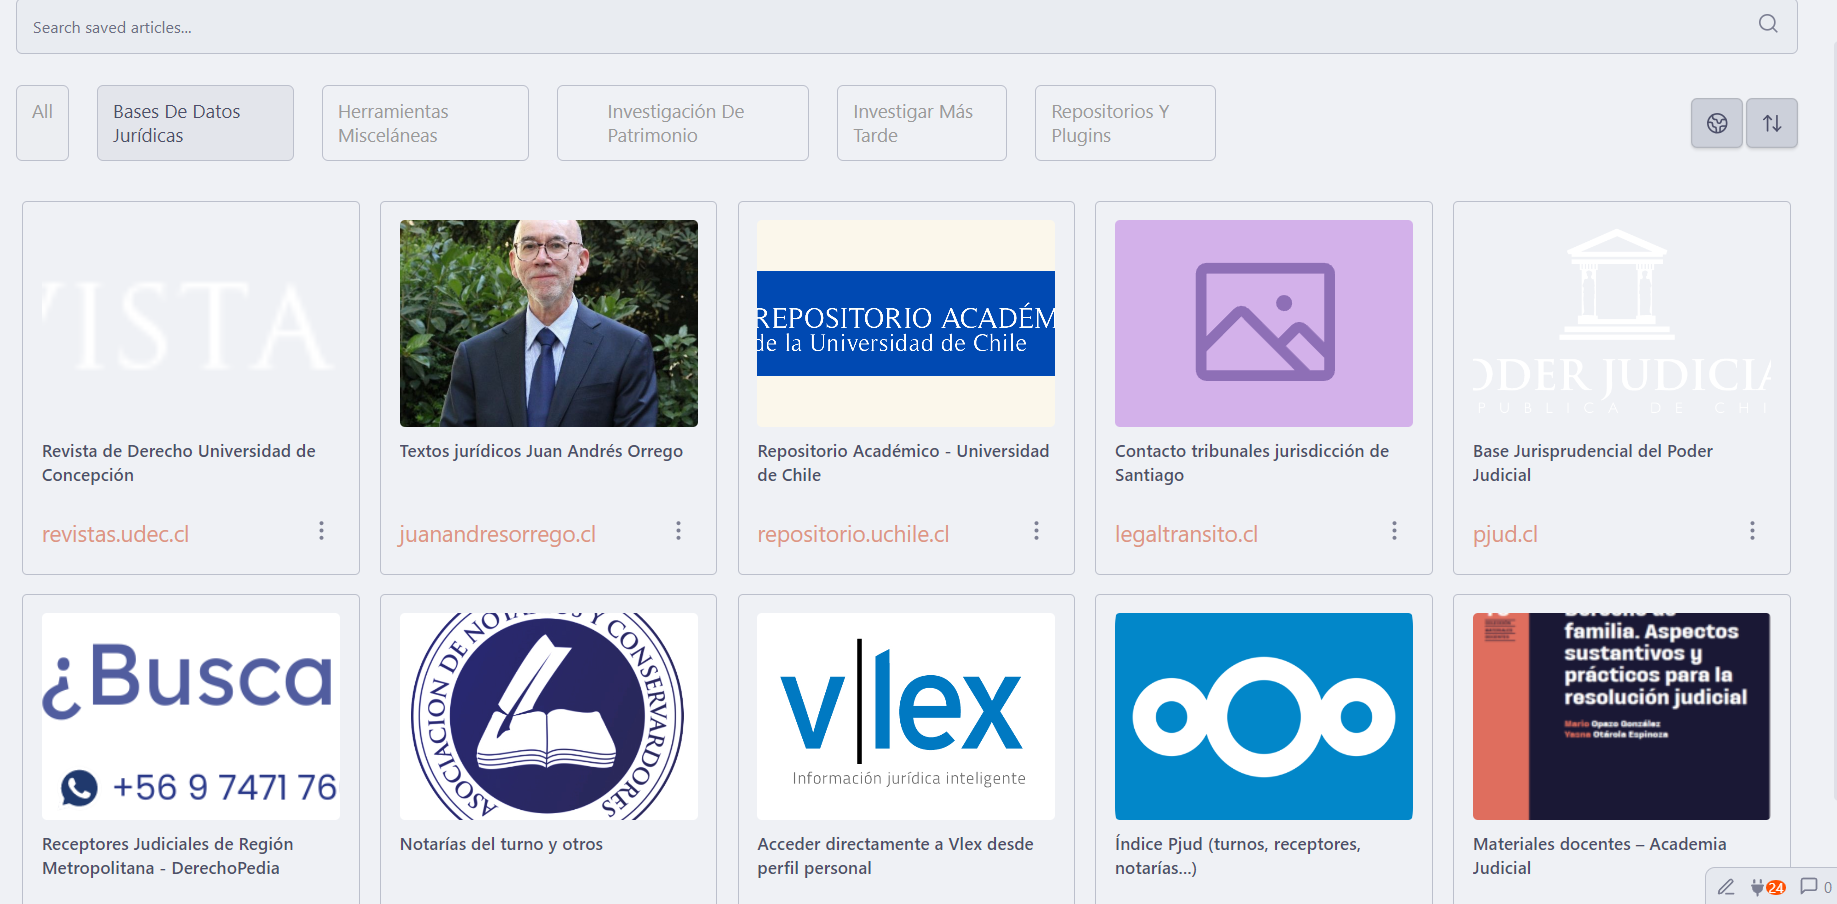 Search saved articles...
All
Bases De Datos
Jurídicas
Herramientas
Misceláneas
Investigación De
Patrimonio
Investigar Más
Tarde
Repositorios Y
Plugins
VISTA
REPOSITORIO ACADÉM
de la Universidad de Chile
ODER JUDICIA
PUBLICA DE CHI
Revista de Derecho Universidad de
Concepción
Textos jurídicos Juan Andrés Orrego
Repositorio Académico - Universidad
de Chile
Contacto tribunales jurisdicción de
Santiago
Base Jurisprudencial del Poder
Judicial
revistas.udec.cl
juanandresorrego.cl
repositorio.uchile.cl
legaltransito.cl
pjud.cl
¿Busca
+56 9 7471 76
ASOCIACION DE NOTARIOS Y CONSERVADORES
vlex
Información jurídica inteligente
familia. Aspectos
sustantivos y
prácticos para la
resolución judicial
Mario Opazo González
Yasna Otárola Espinoza
Receptores Judiciales de Región
Metropolitana - DerechoPedia
Notarías del turno y otros
Acceder directamente a Vlex desde
perfil personal
Índice Pjud (turnos, receptores,
notarías...)
Materiales docentes – Academia
Judicial
24
0